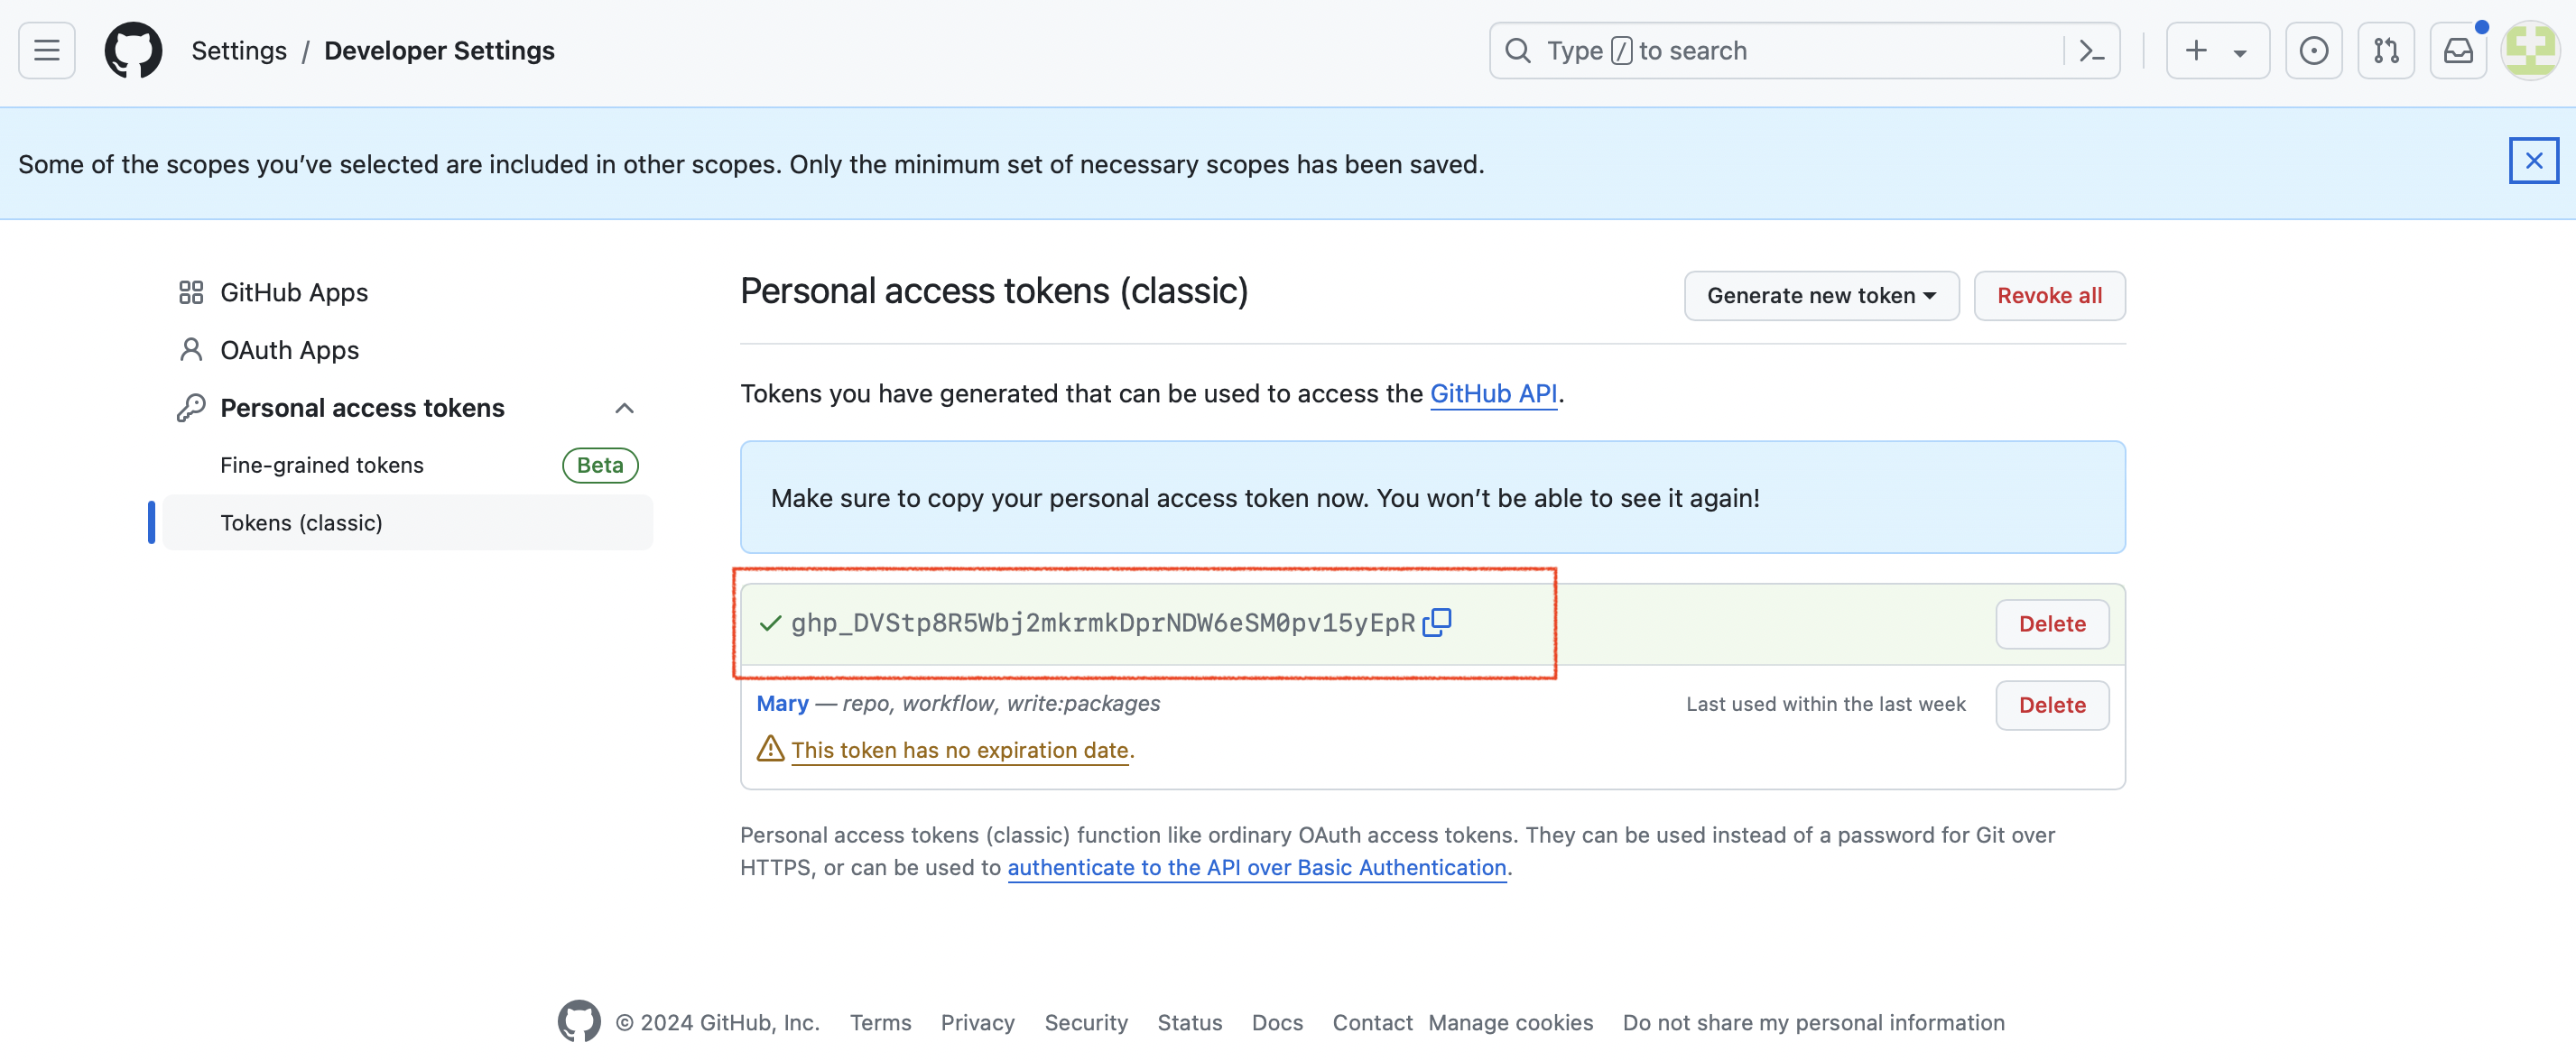 Settings / Developer Settings
Type / to search
Some of the scopes you’ve selected are included in other scopes. Only the minimum set of necessary scopes has been saved.
GitHub Apps
OAuth Apps
Personal access tokens
Fine-grained tokens Beta
Tokens (classic)
Personal access tokens (classic)
Generate new token Revoke all
Tokens you have generated that can be used to access the GitHub API.
Make sure to copy your personal access token now. You won’t be able to see it again!
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 Delete
Mary — repo, workflow, write:packages Last used within the last week Delete
This token has no expiration date.
Personal access tokens (classic) function like ordinary OAuth access tokens. They can be used instead of a password for Git over
HTTPS, or can be used to authenticate to the API over Basic Authentication.
© 2024 GitHub, Inc. Terms Privacy Security Status Docs Contact Manage cookies Do not share my personal information